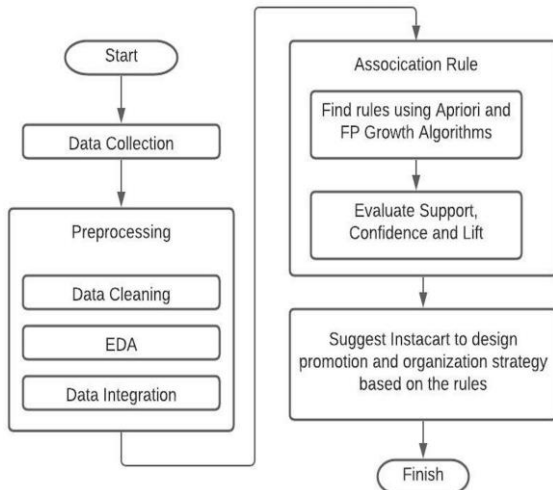 Start
Data Collection
Preprocessing
Data Cleaning
EDA
Data Integration
Assocication Rule
Find rules using Apriori and
FP Growth Algorithms
Evaluate Support,
Confidence and Lift
Suggest Instacart to design
promotion and organization strategy
based on the rules
Finish